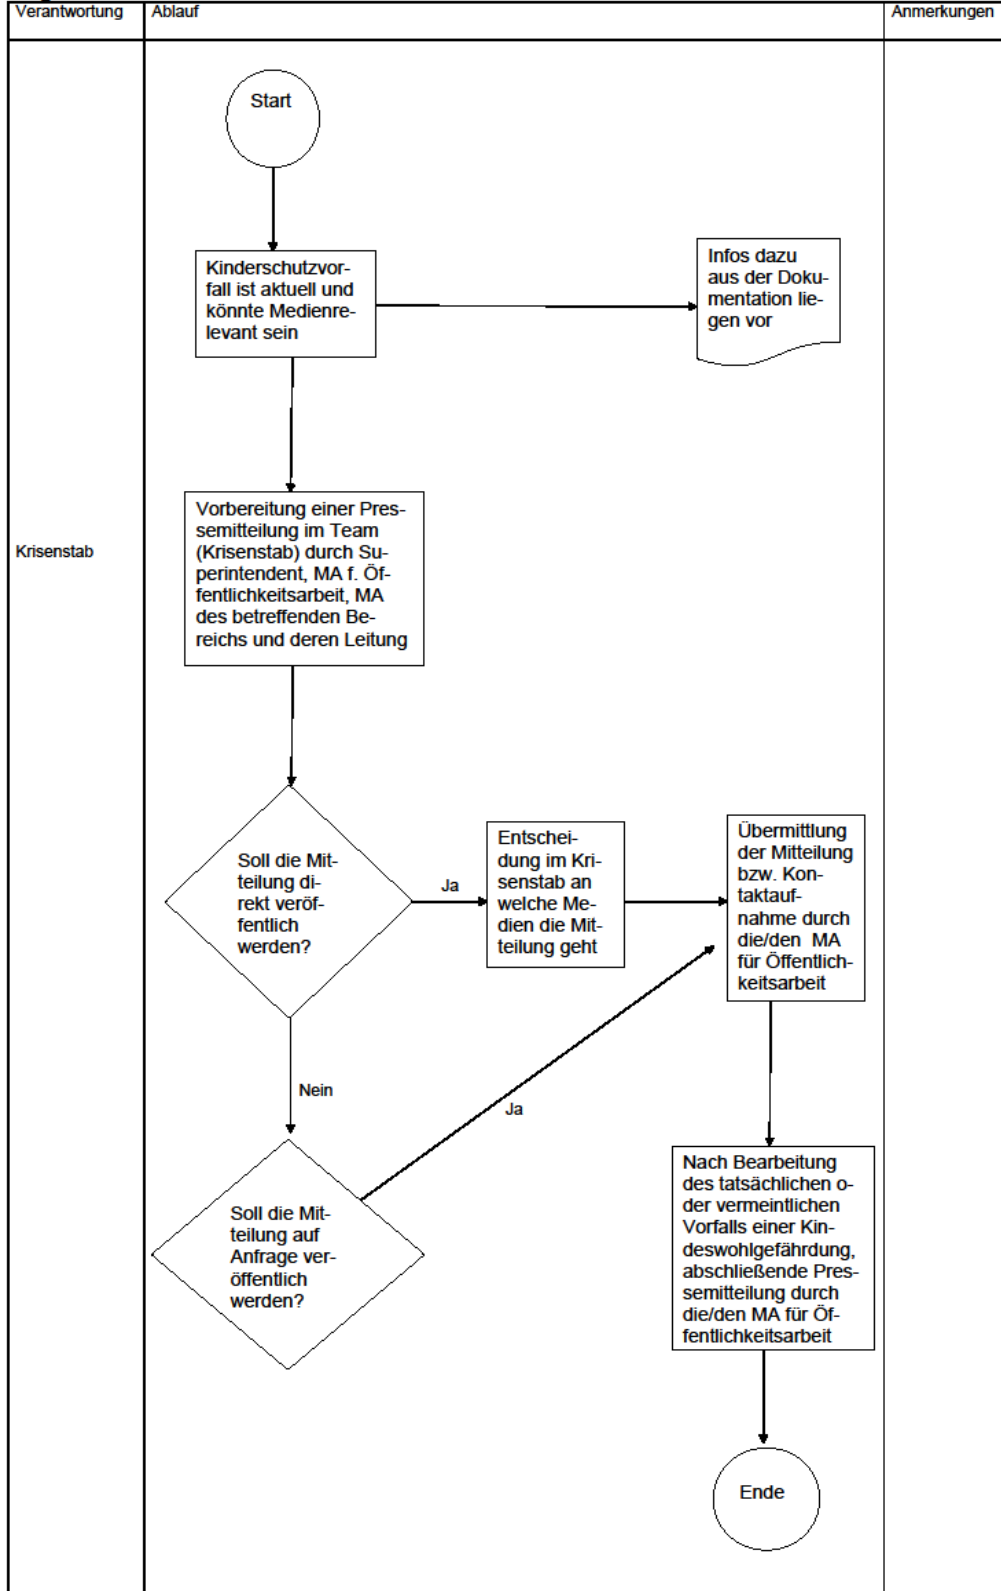 Verantwortung
Ablauf
Anmerkungen
Start
Kinderschutzvor-
fall ist aktuell und
könnte Medienre-
levant sein
Infos dazu
aus der Doku-
mentation lie-
gen vor
Krisenstab
Vorbereitung einer Pres-
semitteilung im Team
(Krisenstab) durch Su-
perintendent, MA f. Öf-
fentlichkeitsarbeit, MA
des betreffenden Be-
reichs und deren Leitung
Soll die Mit-
teilung di-
rekt veröf-
fentlich
werden?
Ja
Entschei-
dung im Kri-
senstab an
welche Me-
dien die Mit-
teilung geht
Übermittlung
der Mitteilung
bzw. Kon-
taktauf-
nahme durch
die/den MA
für Öffentlich-
keitsarbeit
Nein
Ja
Soll die Mit-
teilung auf
Anfrage ver-
öffentlich
werden?
Nach Bearbeitung
des tatsächlichen o-
der vermeintlichen
Vorfalls einer Kin-
deswohlgefährdung,
abschließende Pres-
semitteilung durch
die/den MA für Öf-
fentlichkeitsarbeit
Ende